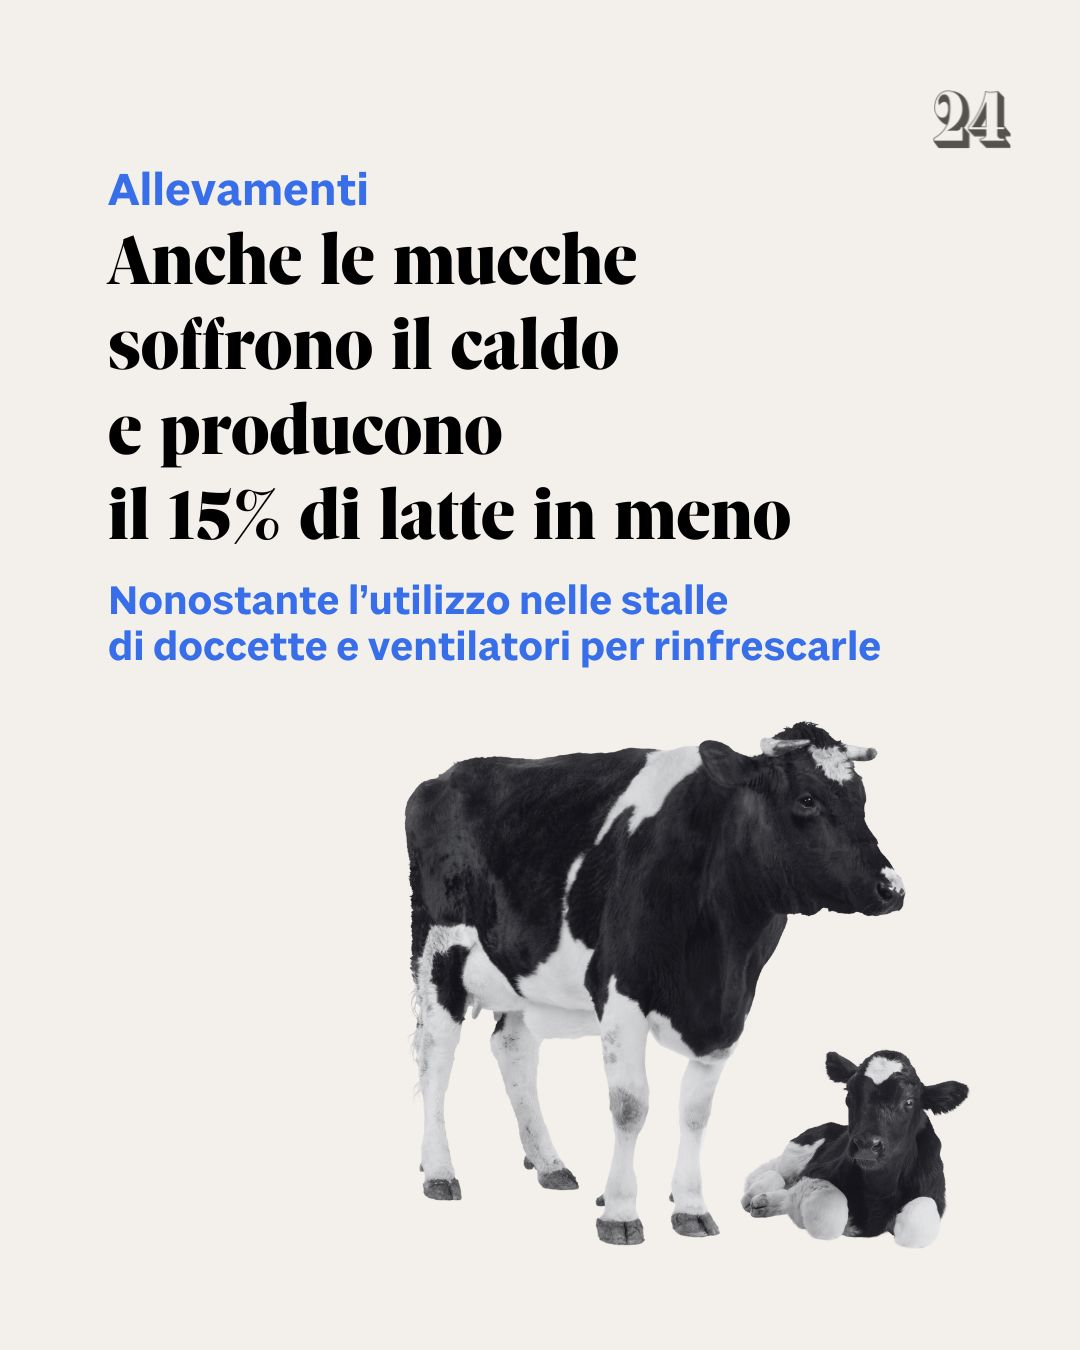 24
Allevamenti
Anche le mucche
soffrono il caldo
e producono
il 15% di latte in meno
Nonostante l’utilizzo nelle stalle
di doccette e ventilatori per rinfrescarle